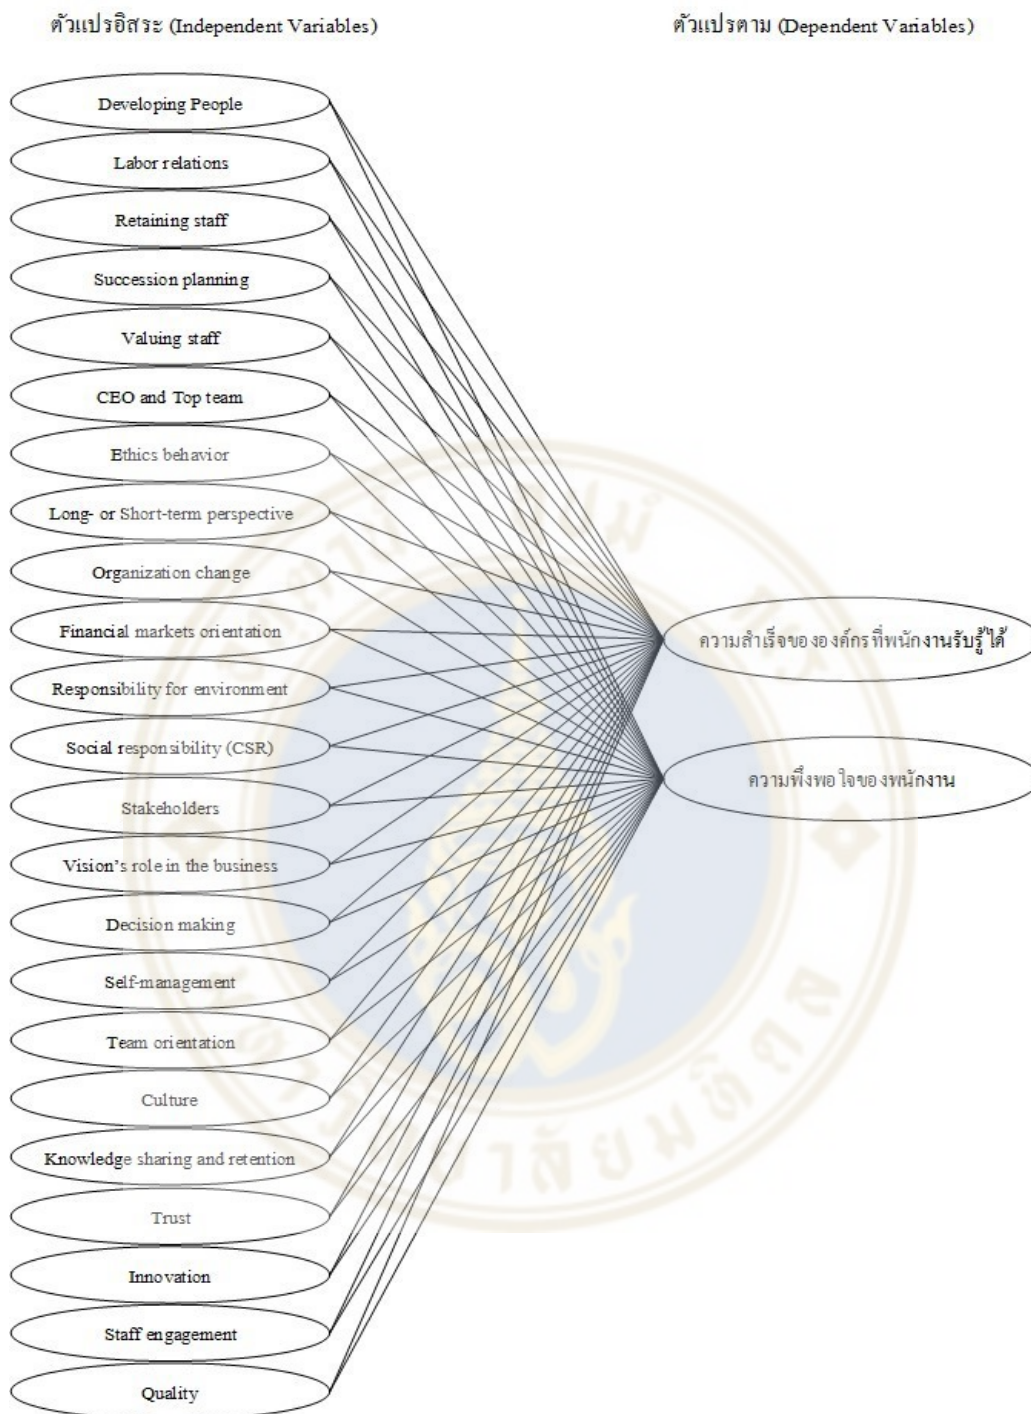 ตัวแปรอิสระ (Independent Variables)
ตัวแปรตาม (Dependent Variables)
Developing People
Labor relations
Retaining staff
Succession planning
Valuing staff
CEO and Top team
Ethics behavior
Long- or Short-term perspective
Organization change
Financial markets orientation
Responsibility for environment
Social responsibility (CSR)
Stakeholders
Vision’s role in the business
Decision making
Self-management
Team orientation
Culture
Knowledge sharing and retention
Trust
Innovation
Staff engagement
Quality
ความสำเร็จขององค์กรที่พนักงานรับรู้ได้
ความพึงพอใจของพนักงาน